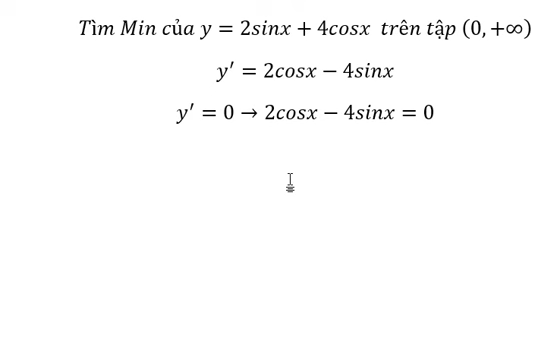 Tìm Min của y = 2sinx + 4cosx trên tập (0, +∞)
y′ = 2cosx − 4sinx
y′ = 0 → 2cosx − 4sinx = 0